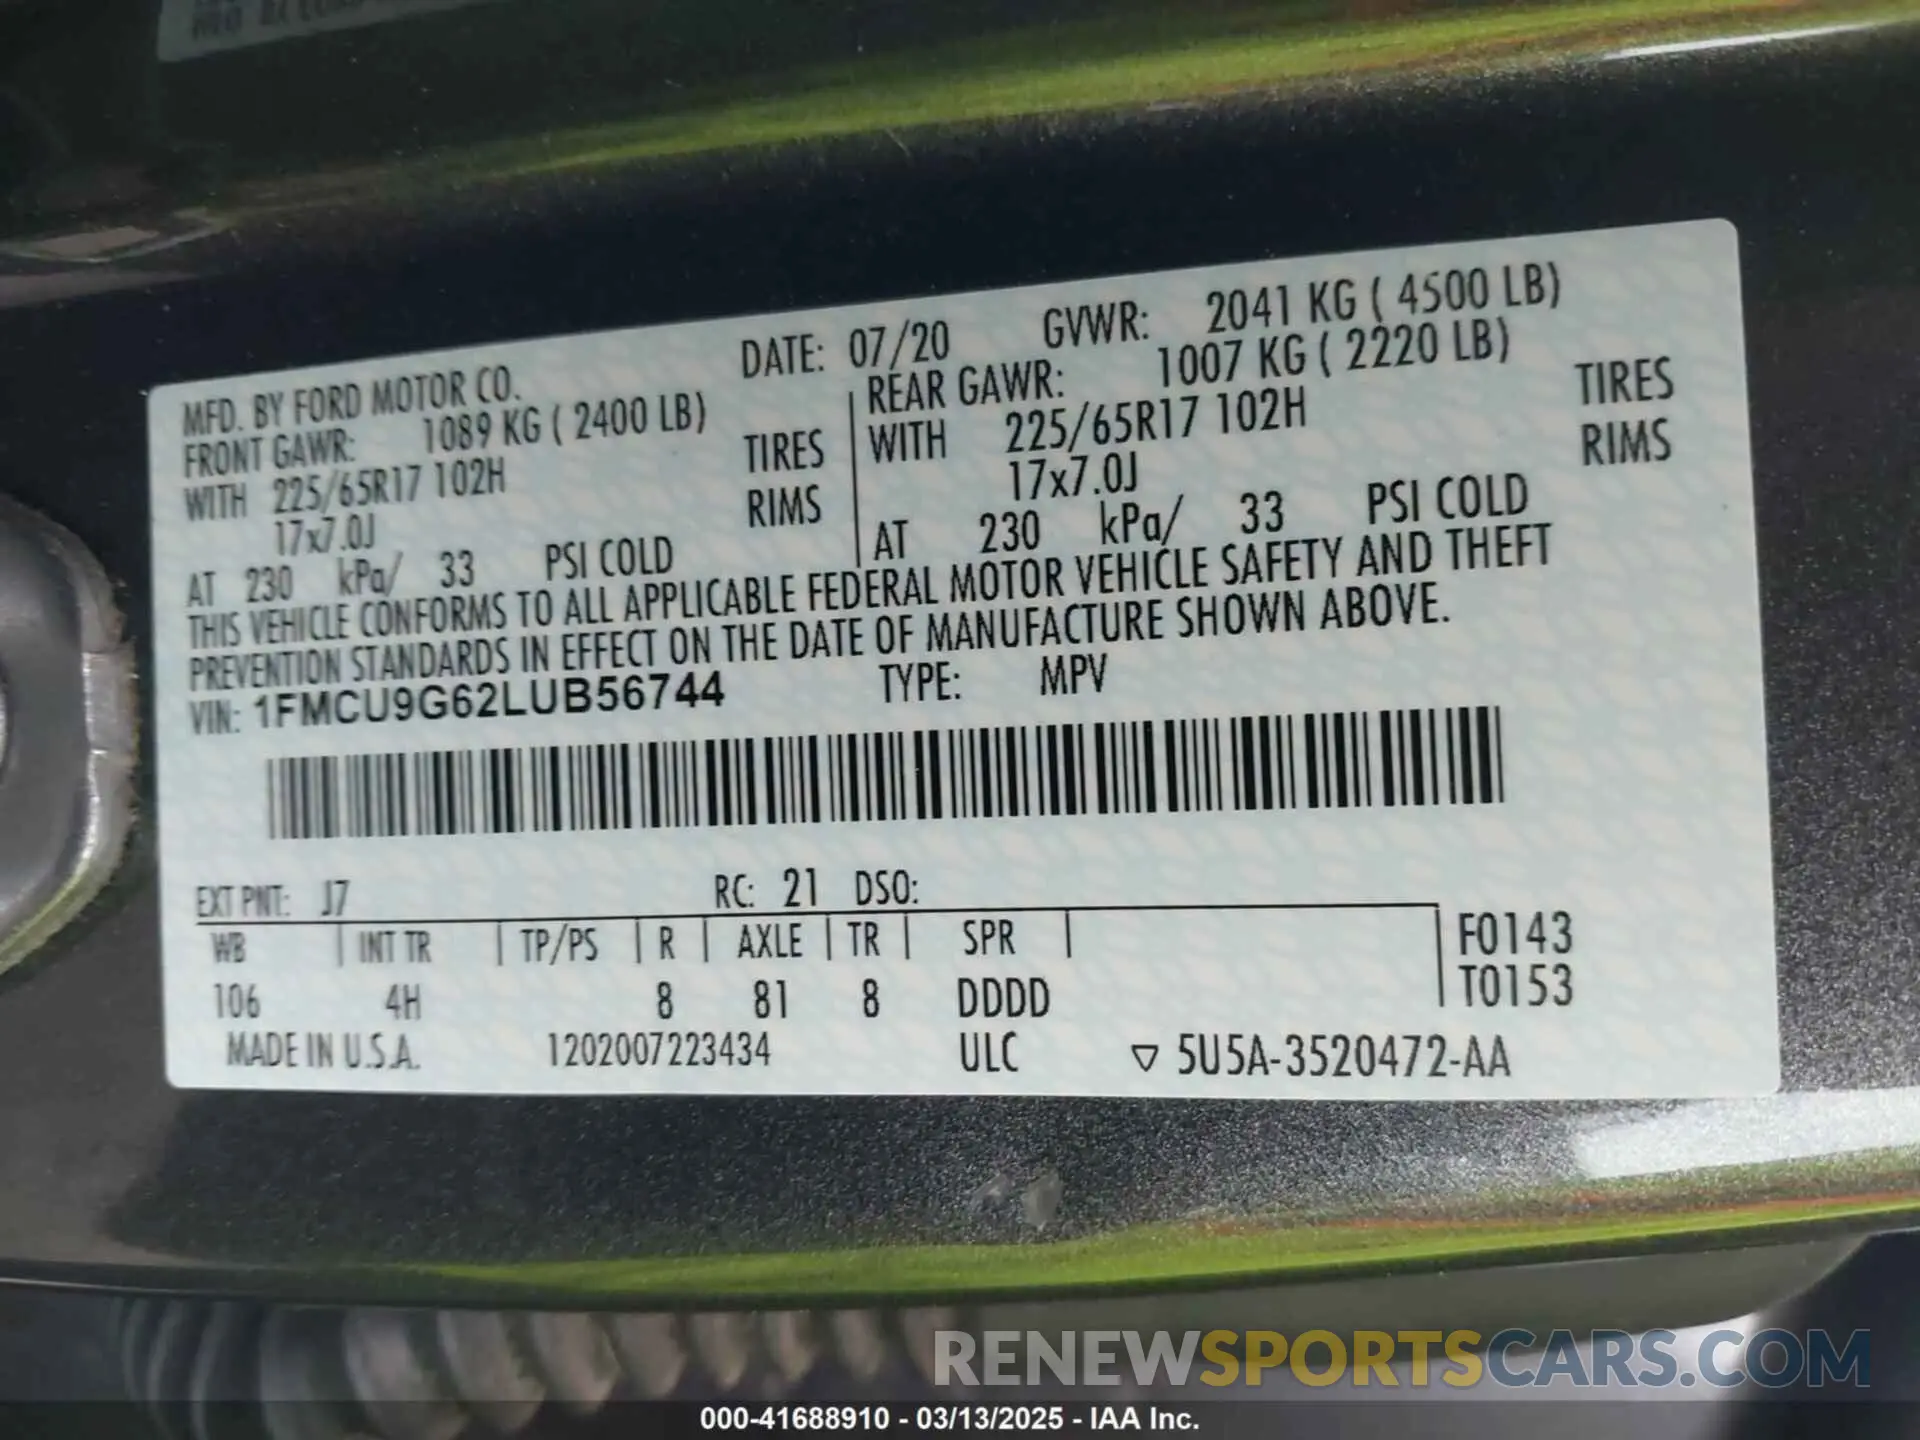 MFD. BY FORD MOTOR CO. DATE: 07/20 GVWR: 2041 KG ( 4500 LB)
FRONT GAWR: 1089 KG ( 2400 LB) REAR GAWR: 1007 KG ( 2220 LB)
WITH 225/65R17 102H TIRES WITH 225/65R17 102H TIRES
17x7.0J RIMS 17x7.0J RIMS
AT 230 kPa/ 33 PSI COLD AT 230 kPa/ 33 PSI COLD
THIS VEHICLE CONFORMS TO ALL APPLICABLE FEDERAL MOTOR VEHICLE SAFETY AND THEFT
PREVENTION STANDARDS IN EFFECT ON THE DATE OF MANUFACTURE SHOWN ABOVE.
VIN: 1FMCU9G62LUB56744 TYPE: MPV
EXT PNT: J7 RC: 21 DSO:
WB INT TR TP/PS R AXLE TR SPR F0143
106 4H 8 81 8 DDDD T0153
MADE IN U.S.A. 1202007223434 ULC ▽ 5U5A-3520472-AA
RENEWSPORTSCARS.COM
000-41688910 - 03/13/2025 - IAA Inc.